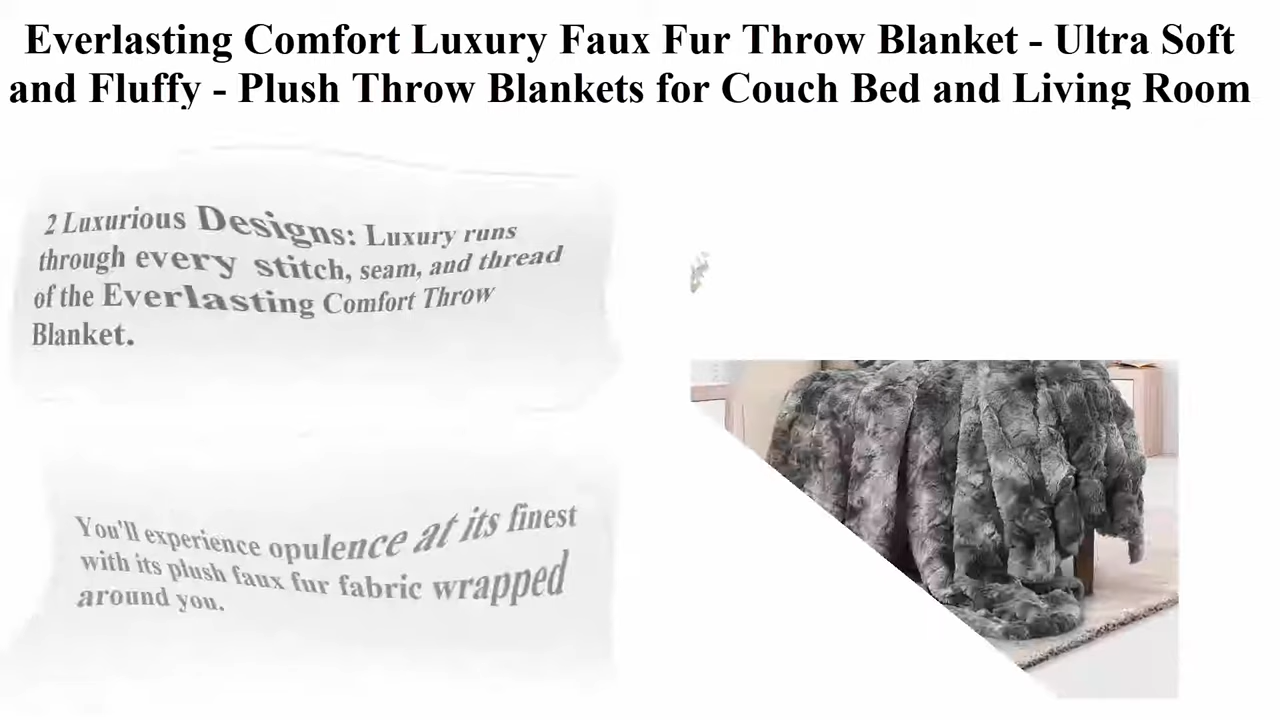 Everlasting Comfort Luxury Faux Fur Throw Blanket - Ultra Soft
and Fluffy - Plush Throw Blankets for Couch Bed and Living Room
2 Luxurious Designs: Luxury runs
through every stitch, seam, and thread
of the Everlasting Comfort Throw
Blanket.
You'll experience opulence at its finest
with its plush faux fur fabric wrapped
around you.